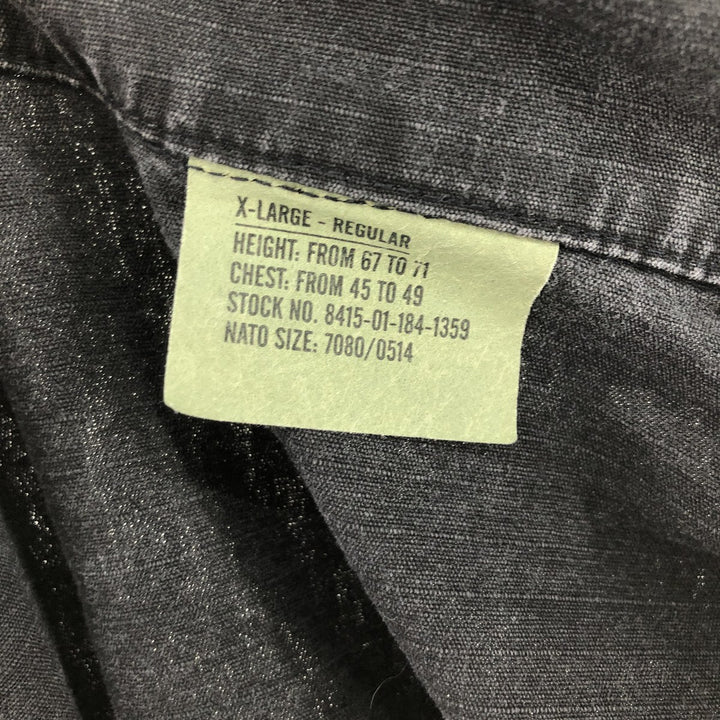 X-LARGE - REGULAR
HEIGHT: FROM 67 TO 71
CHEST: FROM 45 TO 49
STOCK NO. 8415-01-184-1359
NATO SIZE: 7080/0514